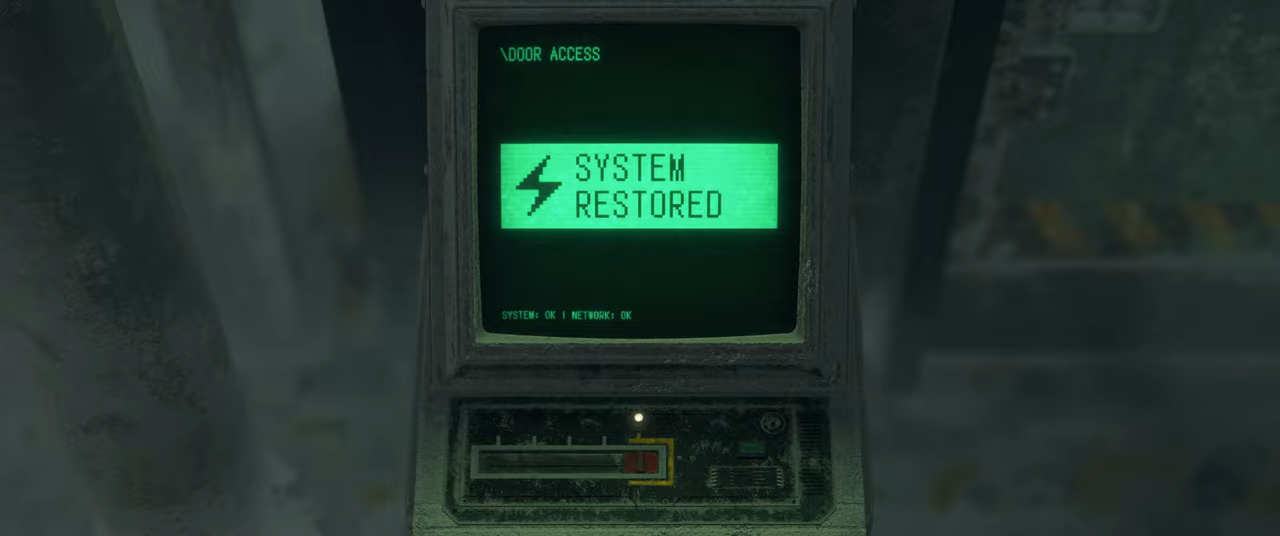 \DOOR ACCESS
SYSTEM
RESTORED
SYSTEM: OK | NETWORK: OK